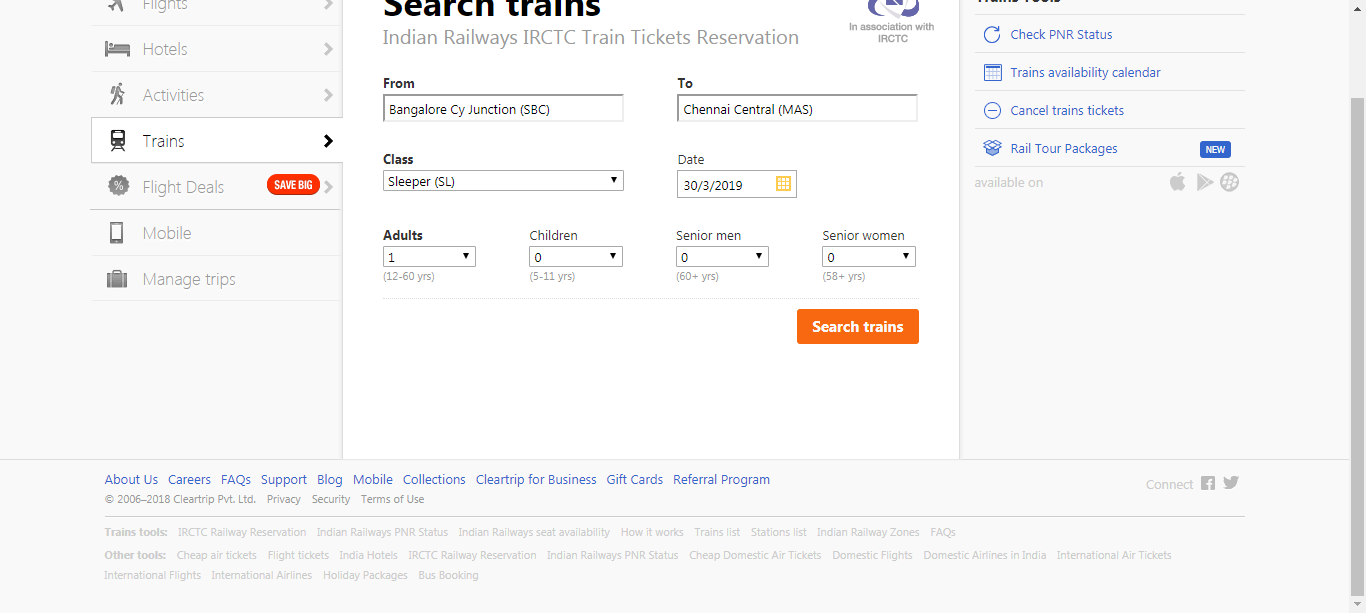 Flights
Hotels
Activities
Trains
Flight Deals SAVE BIG
Mobile
Manage trips
Search trains
Indian Railways IRCTC Train Tickets Reservation
In association with
IRCTC
From
Bangalore Cy Junction (SBC)
To
Chennai Central (MAS)
Class
Sleeper (SL)
Date
30/3/2019
Adults
1
(12-60 yrs)
Children
0
(5-11 yrs)
Senior men
0
(60+ yrs)
Senior women
0
(58+ yrs)
Search trains
Trains Tools
Check PNR Status
Trains availability calendar
Cancel trains tickets
Rail Tour Packages NEW
available on
About Us Careers FAQs Support Blog Mobile Collections Cleartrip for Business Gift Cards Referral Program
© 2006–2018 Cleartrip Pvt. Ltd. Privacy Security Terms of Use
Connect
Trains tools: IRCTC Railway Reservation Indian Railways PNR Status Indian Railways seat availability How it works Trains list Stations list Indian Railway Zones FAQs
Other tools: Cheap air tickets Flight tickets India Hotels IRCTC Railway Reservation Indian Railways PNR Status Cheap Domestic Air Tickets Domestic Flights Domestic Airlines in India International Air Tickets
International Flights International Airlines Holiday Packages Bus Booking